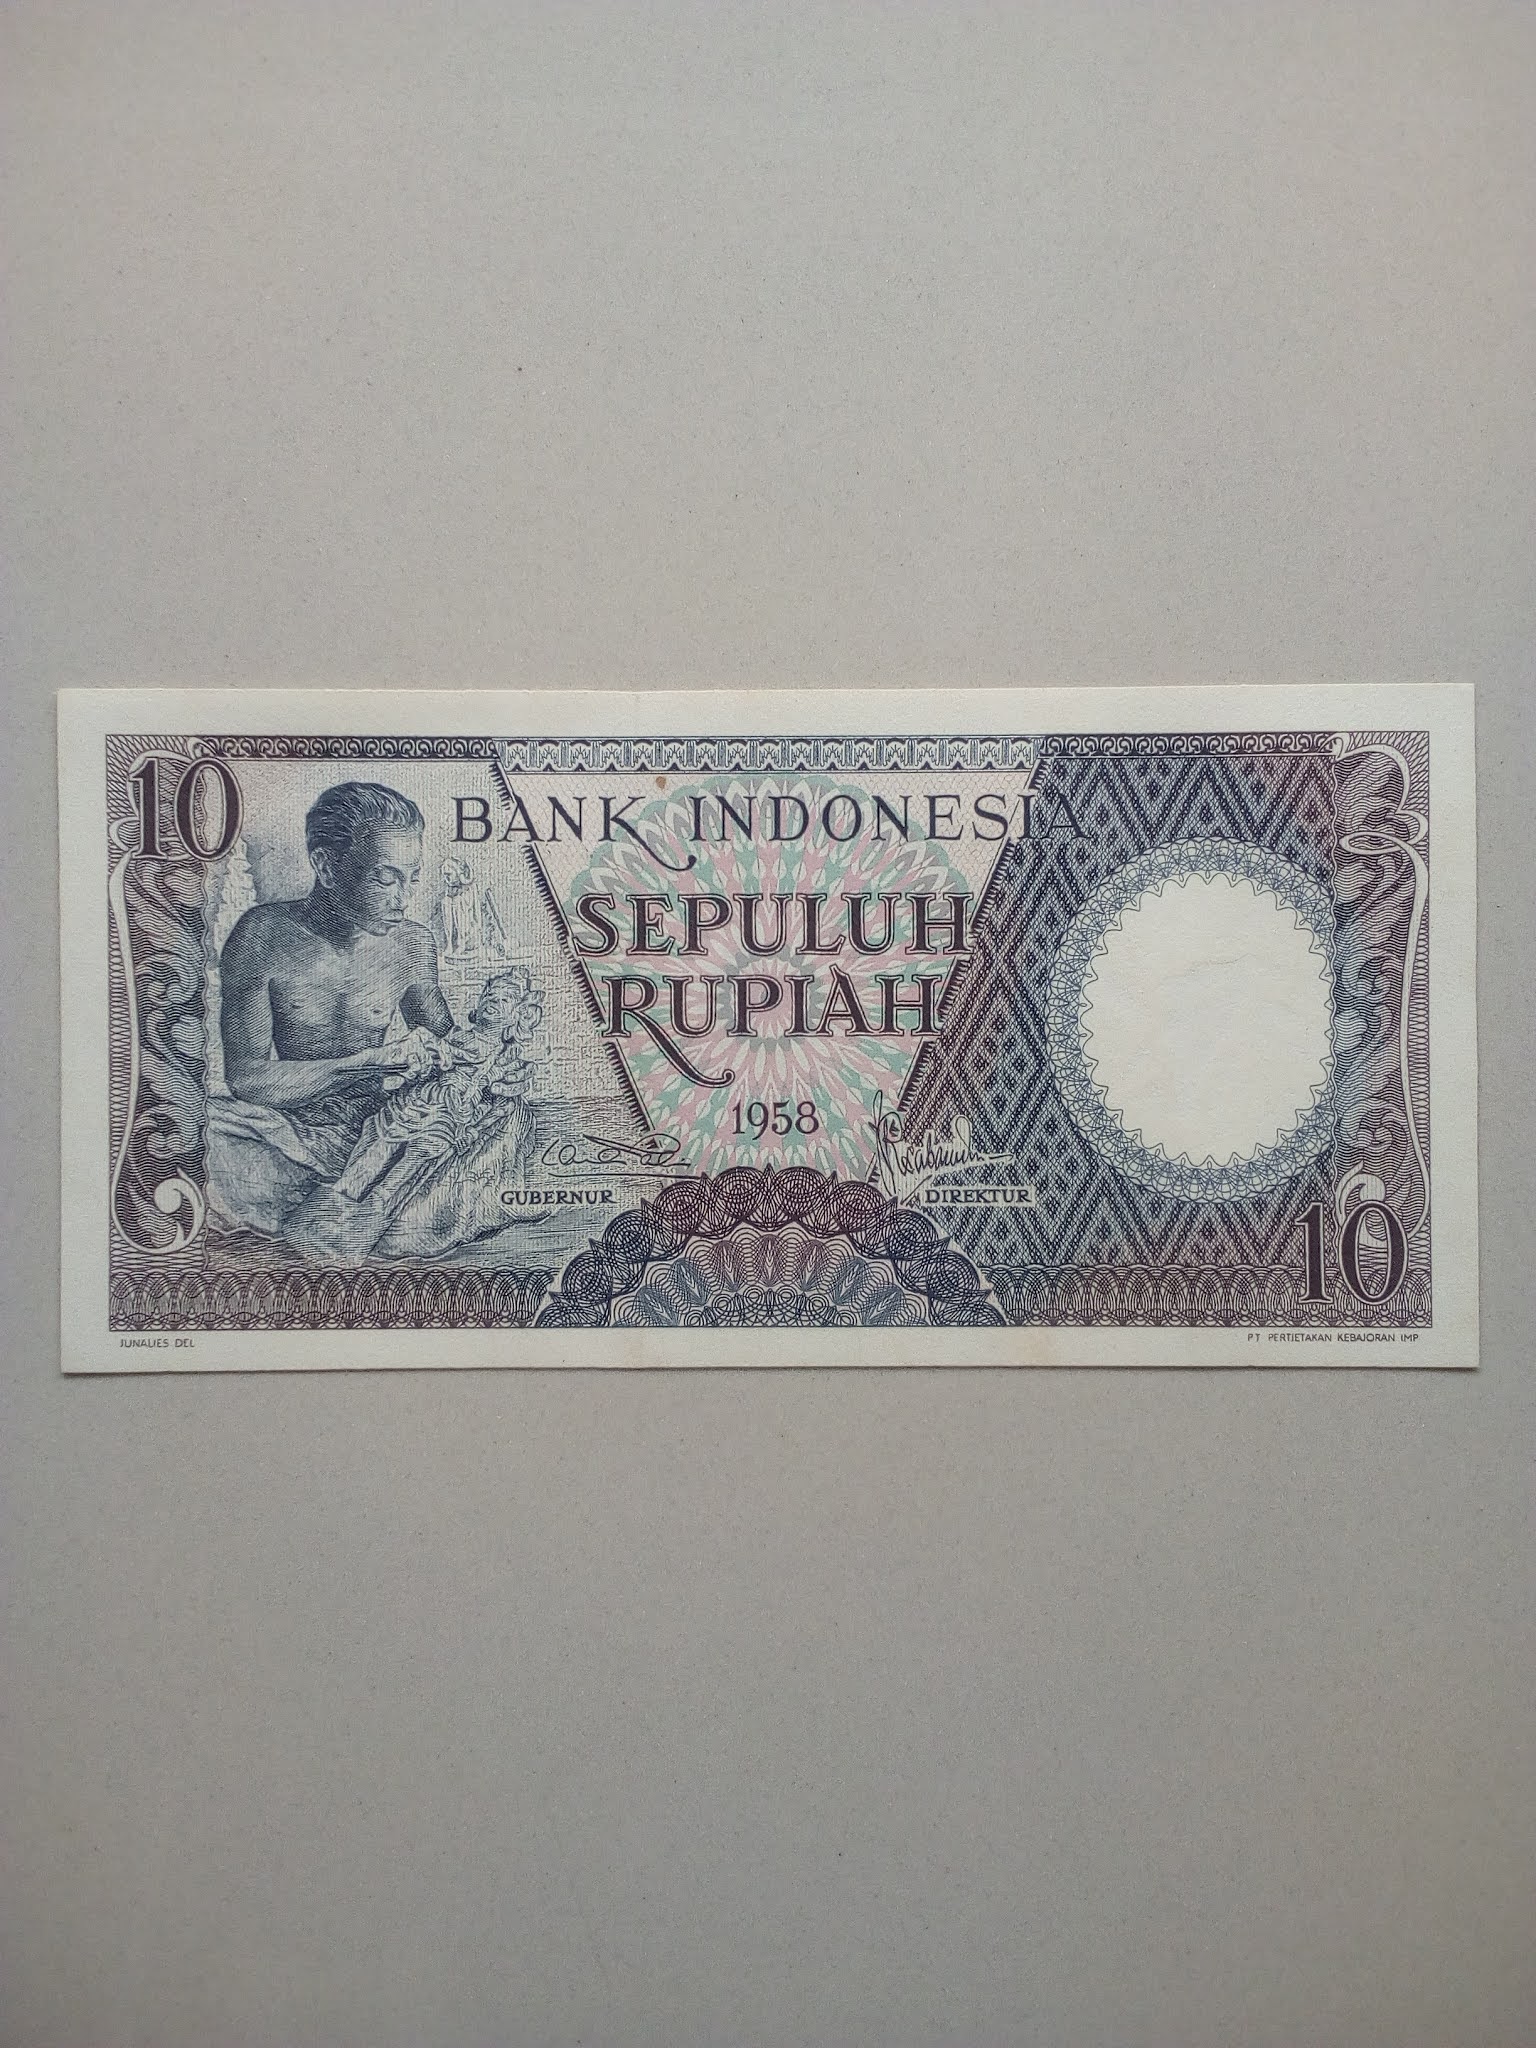 10
BANK INDONESIA
SEPULUH
RUPIAH
1958
GUBERNUR
DIREKTUR
10
JUNALIES DEL
PT PERTJETAKAN KEBAJORAN IMP